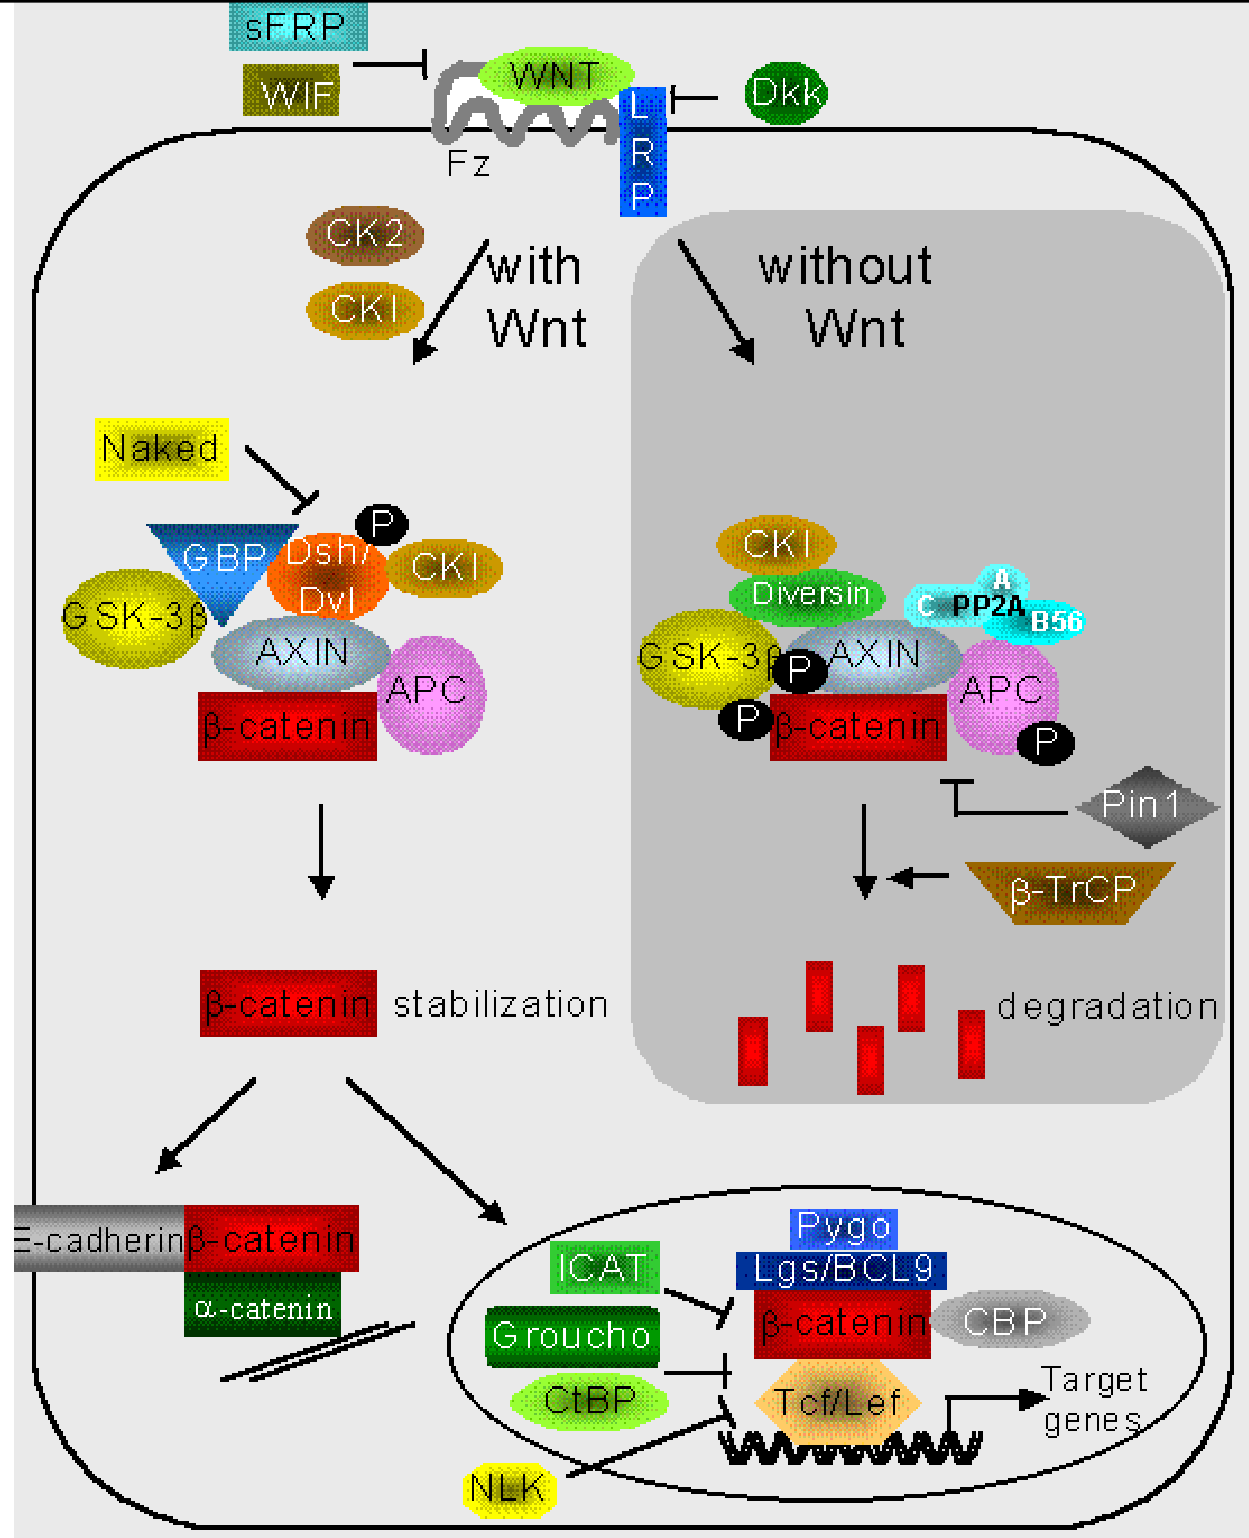 sFRP
WIF
WNT
L
R
P
Dkk
Fz
CK2
CKI
with
Wnt
without
Wnt
Naked
P
GBP
Dsh/
Dvl
CKI
GSK-3β
AXIN
APC
β-catenin
CKI
Diversin
A
C PP2A
B56
GSK-3β
P
AXIN
APC
P
β-catenin
P
Pin1
β-TrCP
β-catenin stabilization
degradation
E-cadherin
β-catenin
α-catenin
Pygo
ICAT
Lgs/BCL9
Groucho
β-catenin
CBP
CtBP
Tcf/Lef
Target
genes
NLK